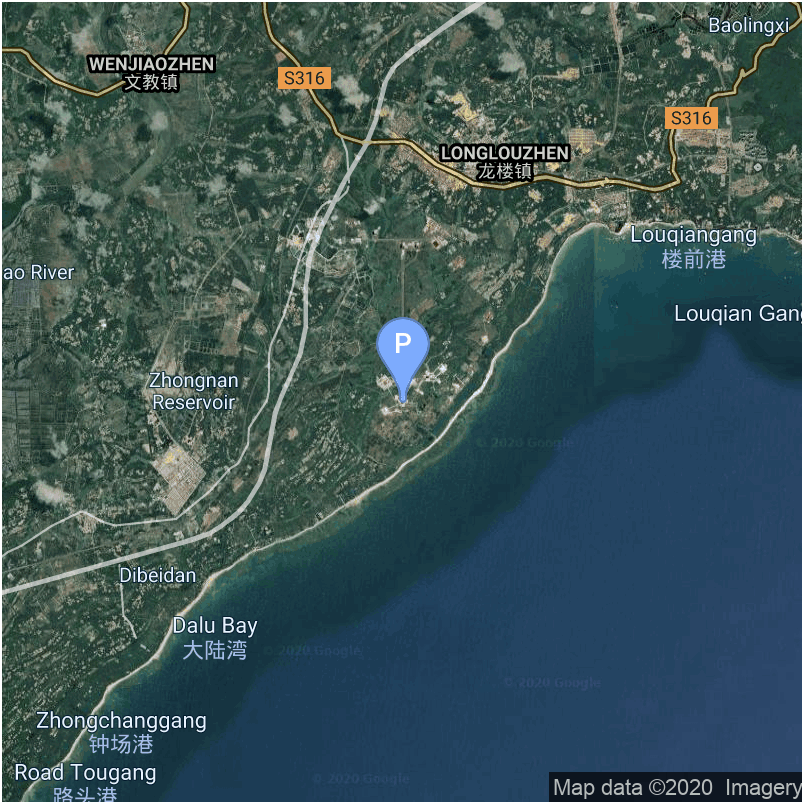 Baolingxi
WENJIAOZHEN
文教镇
S316
S316
LONGLOUZHEN
龙楼镇
Louqiangang
楼前港
ao River
Louqian Gang
P
Zhongnan
Reservoir
© 2020 Google
Dibeidan
Dalu Bay
大陆湾
© 2020 Google
© 2020 Google
Zhongchanggang
钟场港
Road Tougang
路头港
© 2020 Google
Map data ©2020 Imagery